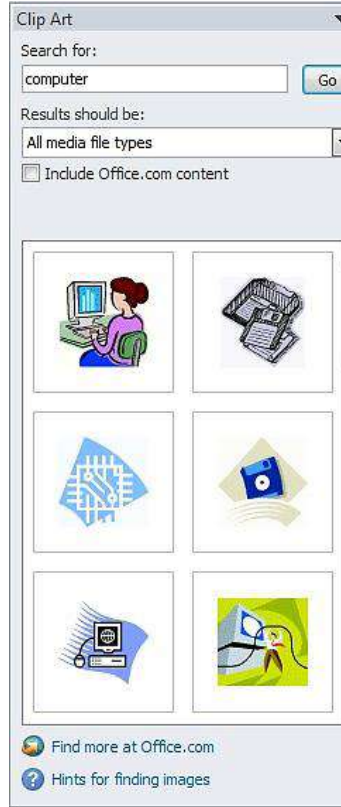 Clip Art
Search for:
computer
Go
Results should be:
All media file types
Include Office.com content
Find more at Office.com
Hints for finding images